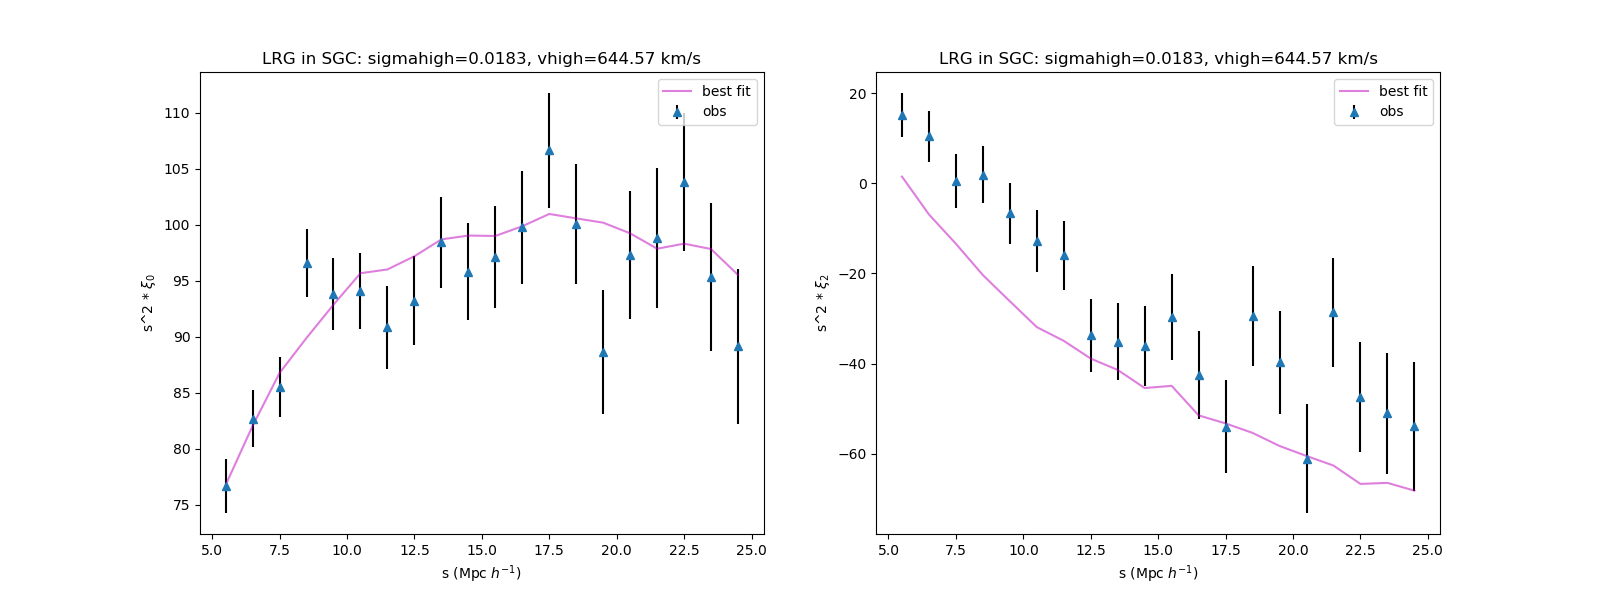 LRG in SGC: sigmahigh=0.0183, vhigh=644.57 km/s
best fit
obs
110
105
100
95
90
85
80
75
s^2 * ξ₀
5.0 7.5 10.0 12.5 15.0 17.5 20.0 22.5 25.0
s (Mpc h⁻¹)
LRG in SGC: sigmahigh=0.0183, vhigh=644.57 km/s
best fit
obs
20
0
−20
−40
−60
s^2 * ξ₂
5.0 7.5 10.0 12.5 15.0 17.5 20.0 22.5 25.0
s (Mpc h⁻¹)